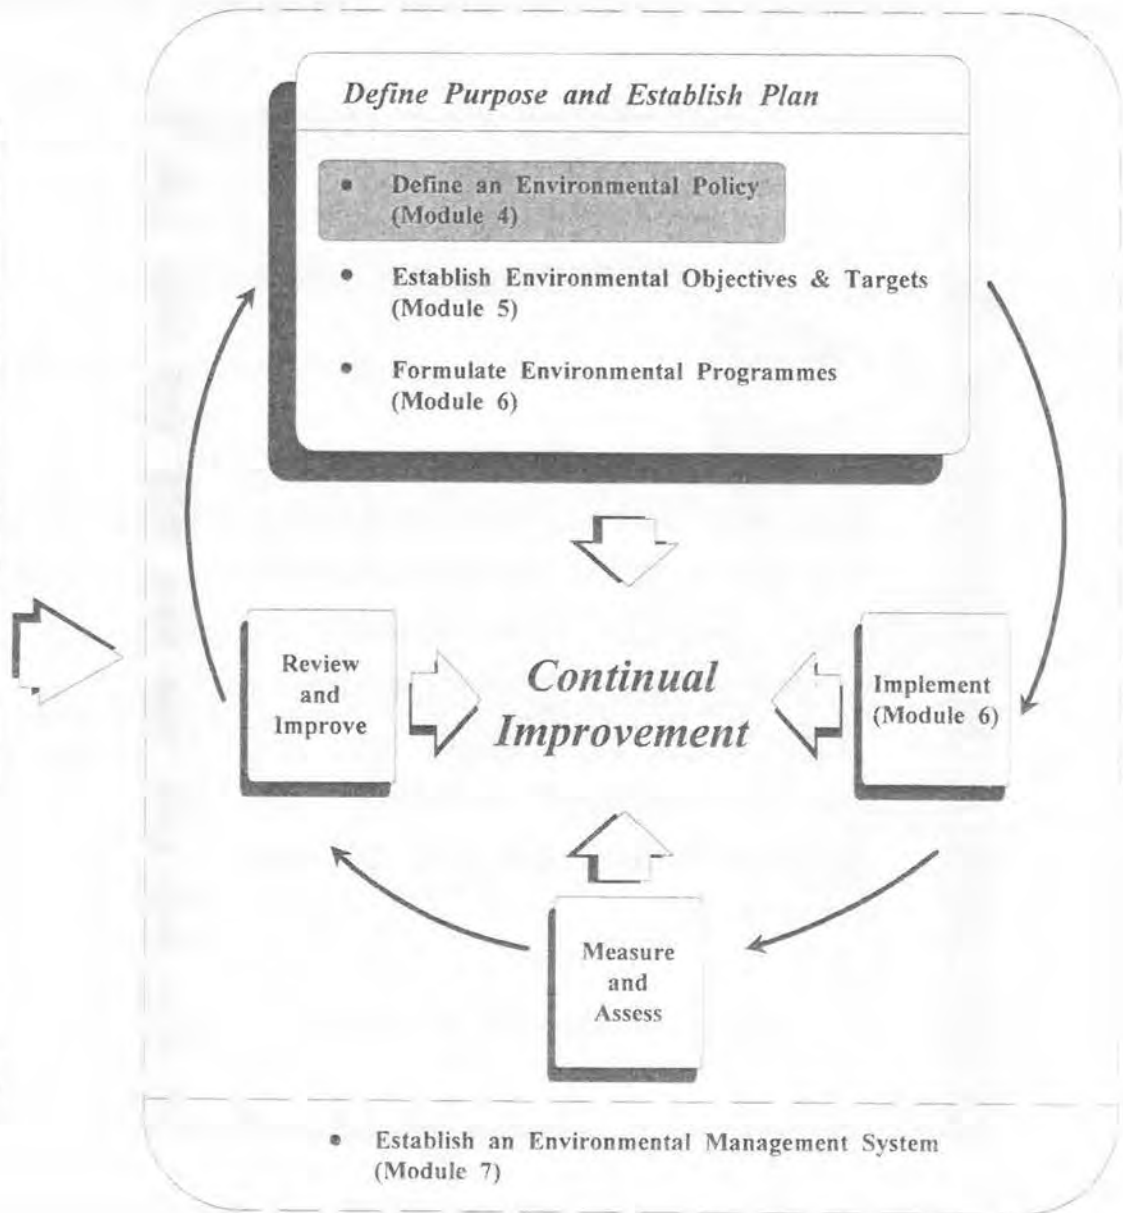 Define Purpose and Establish Plan
• Define an Environmental Policy
(Module 4)
• Establish Environmental Objectives & Targets
(Module 5)
• Formulate Environmental Programmes
(Module 6)
Review
and
Improve
Continual
Improvement
Implement
(Module 6)
Measure
and
Assess
• Establish an Environmental Management System
(Module 7)